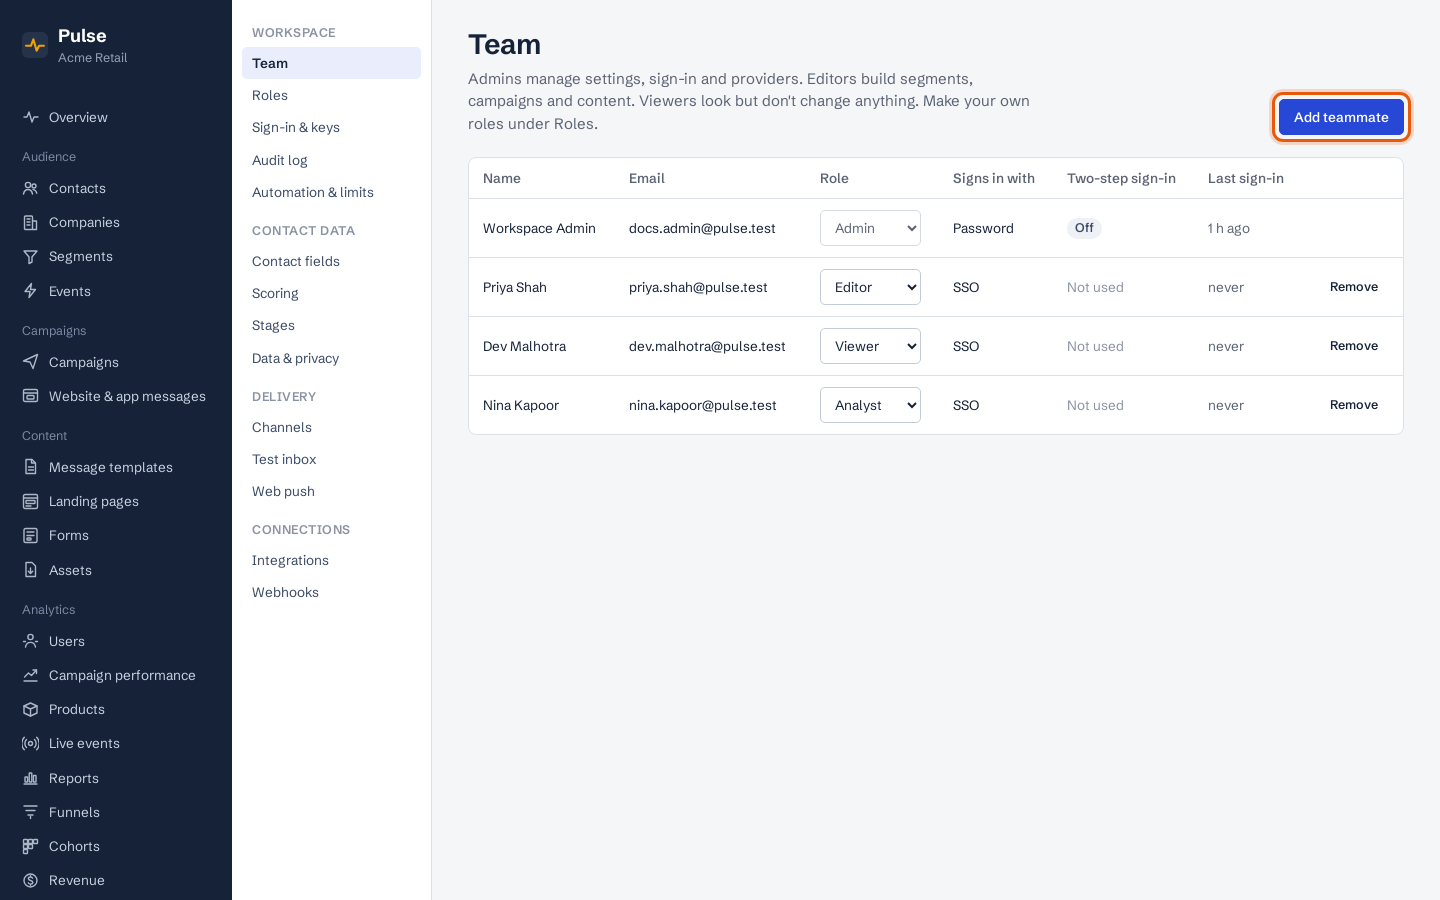 Pulse
Acme Retail
Overview
Audience
Contacts
Companies
Segments
Events
Campaigns
Campaigns
Website & app messages
Content
Message templates
Landing pages
Forms
Assets
Analytics
Users
Campaign performance
Products
Live events
Reports
Funnels
Cohorts
Revenue
WORKSPACE
Team
Roles
Sign-in & keys
Audit log
Automation & limits
CONTACT DATA
Contact fields
Scoring
Stages
Data & privacy
DELIVERY
Channels
Test inbox
Web push
CONNECTIONS
Integrations
Webhooks
Team
Admins manage settings, sign-in and providers. Editors build segments,
campaigns and content. Viewers look but don't change anything. Make your own
roles under Roles.
Add teammate
Name Email Role Signs in with Two-step sign-in Last sign-in
Workspace Admin docs.admin@pulse.test Admin Password Off 1 h ago
Priya Shah priya.shah@pulse.test Editor SSO Not used never Remove
Dev Malhotra dev.malhotra@pulse.test Viewer SSO Not used never Remove
Nina Kapoor nina.kapoor@pulse.test Analyst SSO Not used never Remove